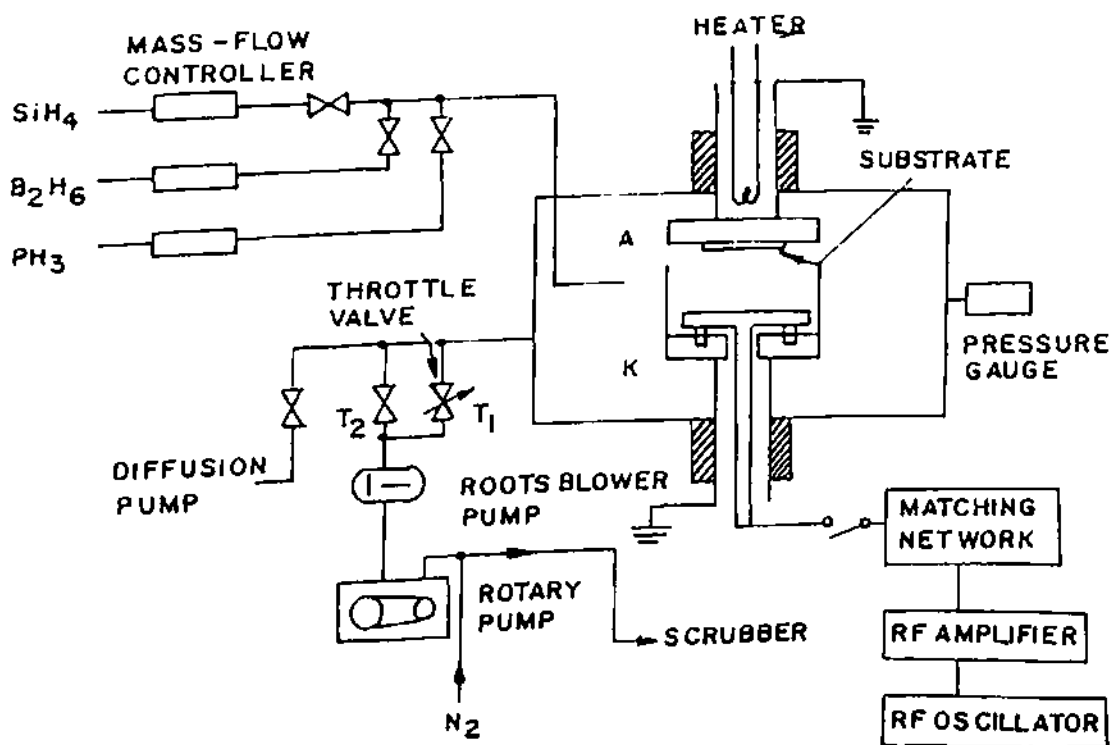 HEATER
MASS-FLOW
CONTROLLER
SiH4
B2H6
PH3
SUBSTRATE
A
THROTTLE
VALVE
K
PRESSURE
GAUGE
T2
T1
DIFFUSION
PUMP
ROOTS BLOWER
PUMP
MATCHING
NETWORK
ROTARY
PUMP
SCRUBBER
RF AMPLIFIER
N2
RF OSCILLATOR